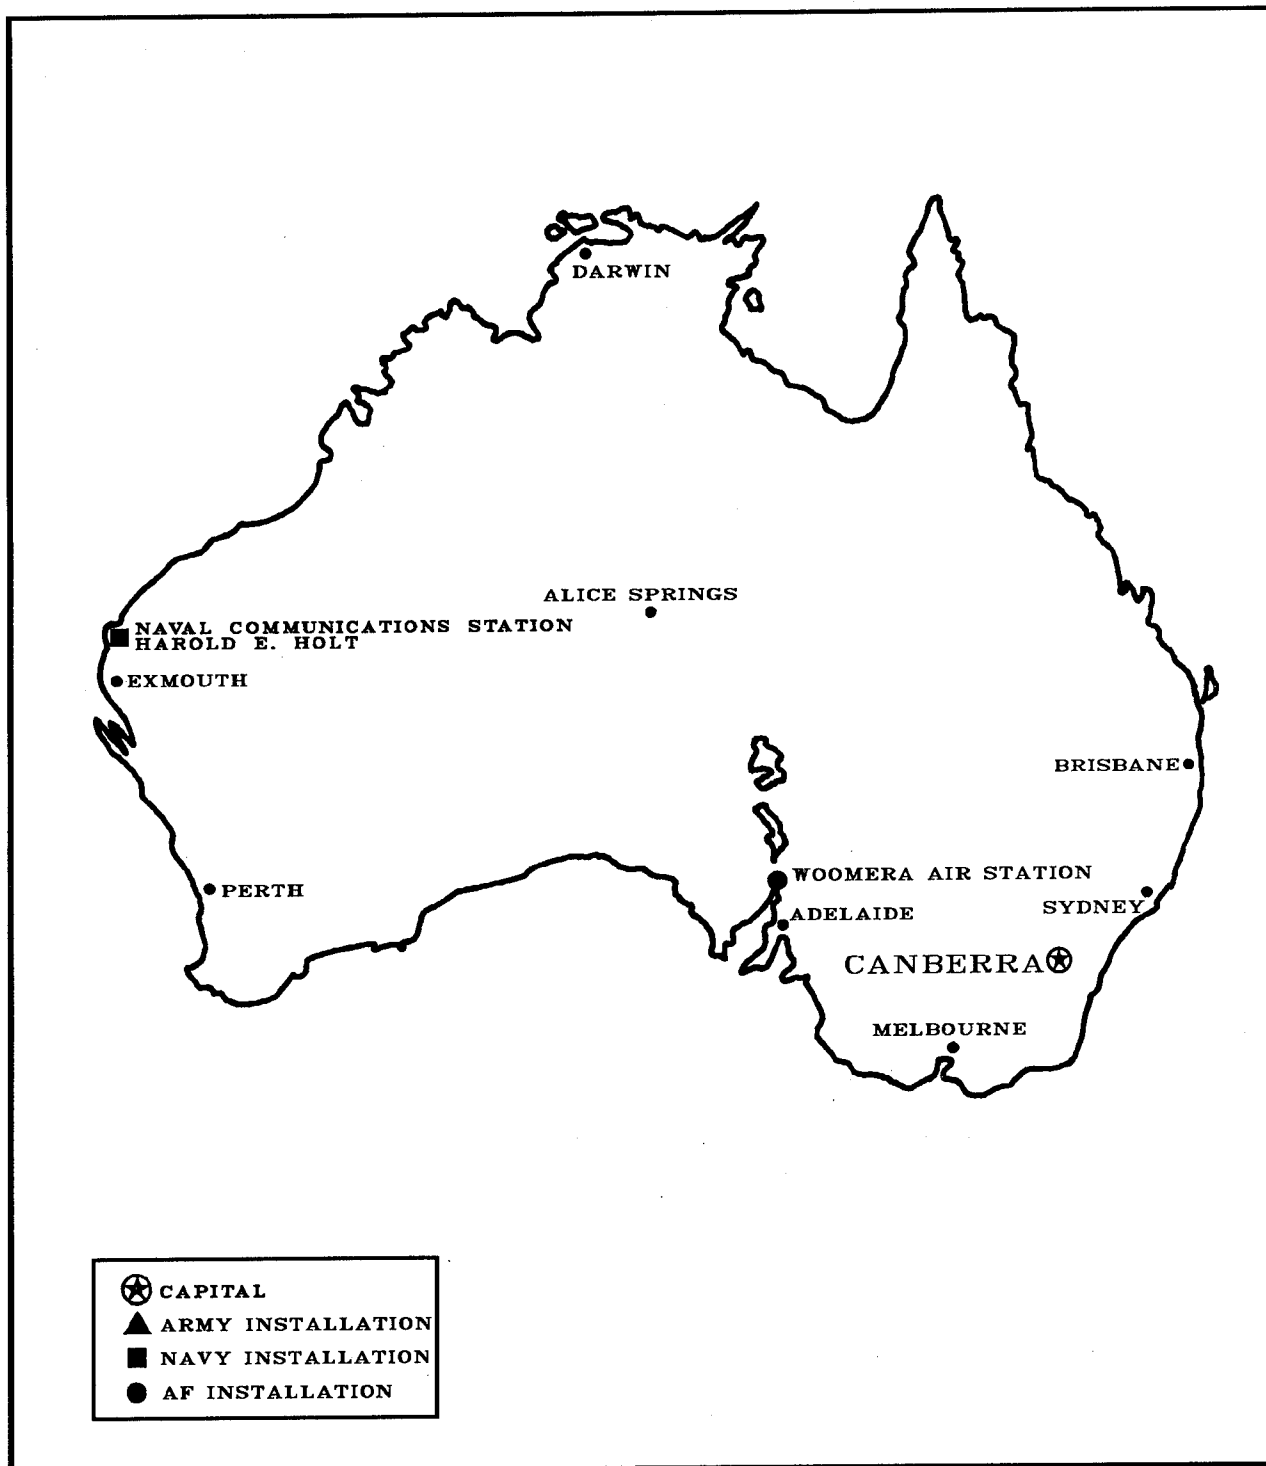 DARWIN
ALICE SPRINGS
NAVAL COMMUNICATIONS STATION
HAROLD E. HOLT
EXMOUTH
BRISBANE
WOOMERA AIR STATION
PERTH
SYDNEY
ADELAIDE
CANBERRA
MELBOURNE
CAPITAL
ARMY INSTALLATION
NAVY INSTALLATION
AF INSTALLATION